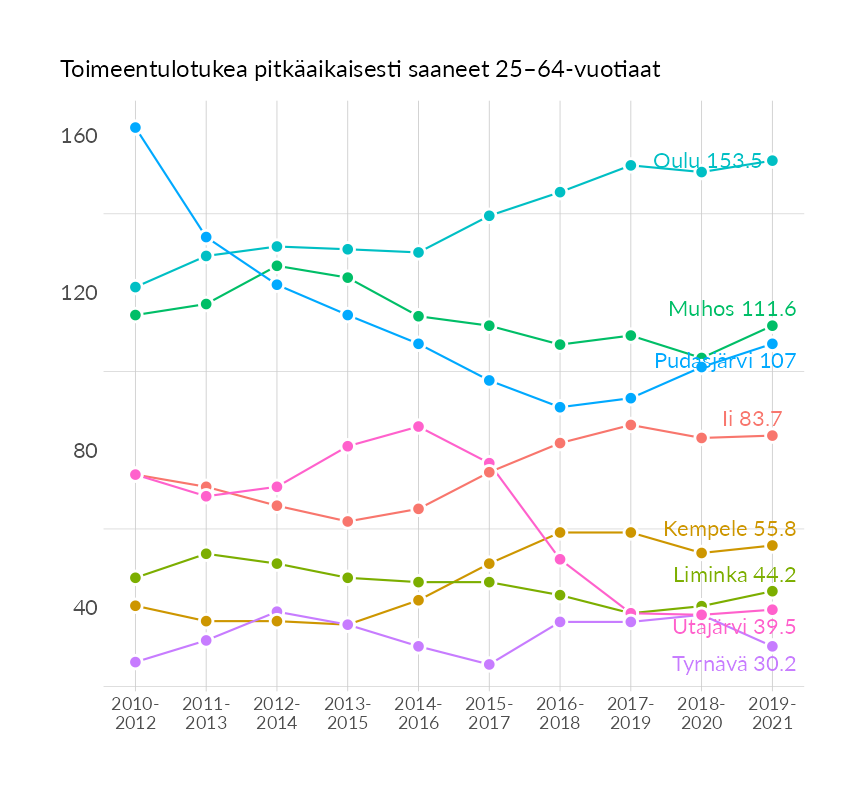 Toimeentulotukea pitkäaikaisesti saaneet 25–64-vuotiaat
160
Oulu 153.5
120
Muhos 111.6
Pudasjärvi 107
Ii 83.7
80
Kempele 55.8
Liminka 44.2
40
Utajärvi 39.5
Tyrnävä 30.2
2010- 2011- 2012- 2013- 2014- 2015- 2016- 2017- 2018- 2019-
2012 2013 2014 2015 2016 2017 2018 2019 2020 2021